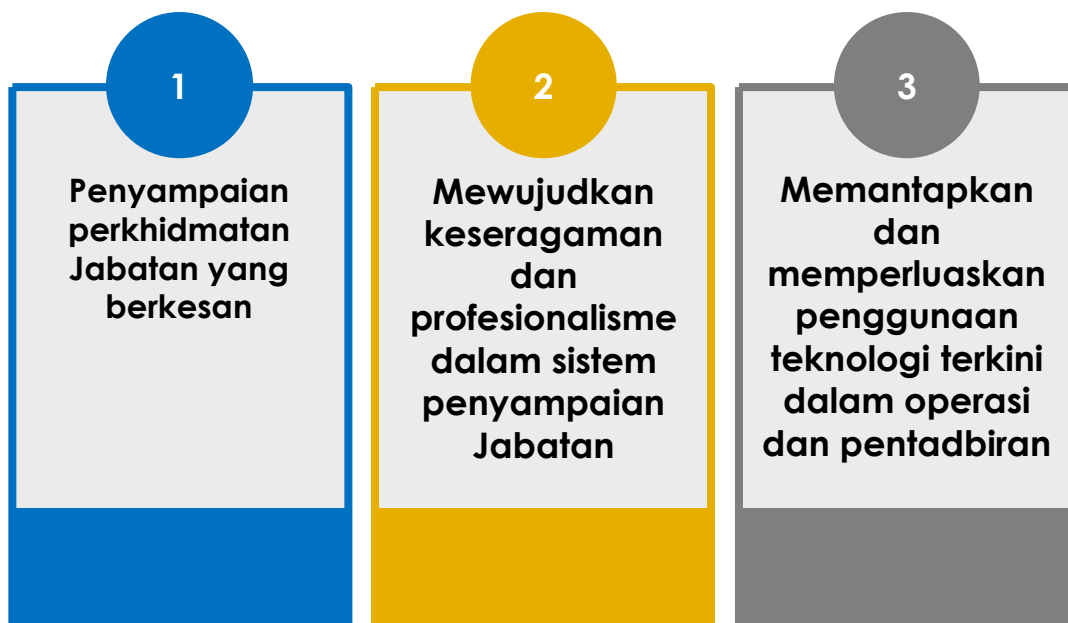 1
Penyampaian
perkhidmatan
Jabatan yang
berkesan
2
Mewujudkan
keseragaman
dan
profesionalisme
dalam sistem
penyampaian
Jabatan
3
Memantapkan
dan
memperluaskan
penggunaan
teknologi terkini
dalam operasi
dan pentadbiran